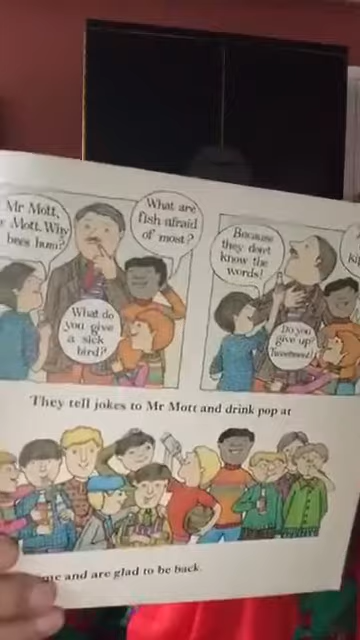 Mr Mott,
Mott. Why
bees hum?
What are
fish afraid
of most?
What do
you give
a sick
bird?
Because
they don't
know the
words!
Do you
give up?
Tweetment!
They tell jokes to Mr Mott and drink pop at
and are glad to be back.